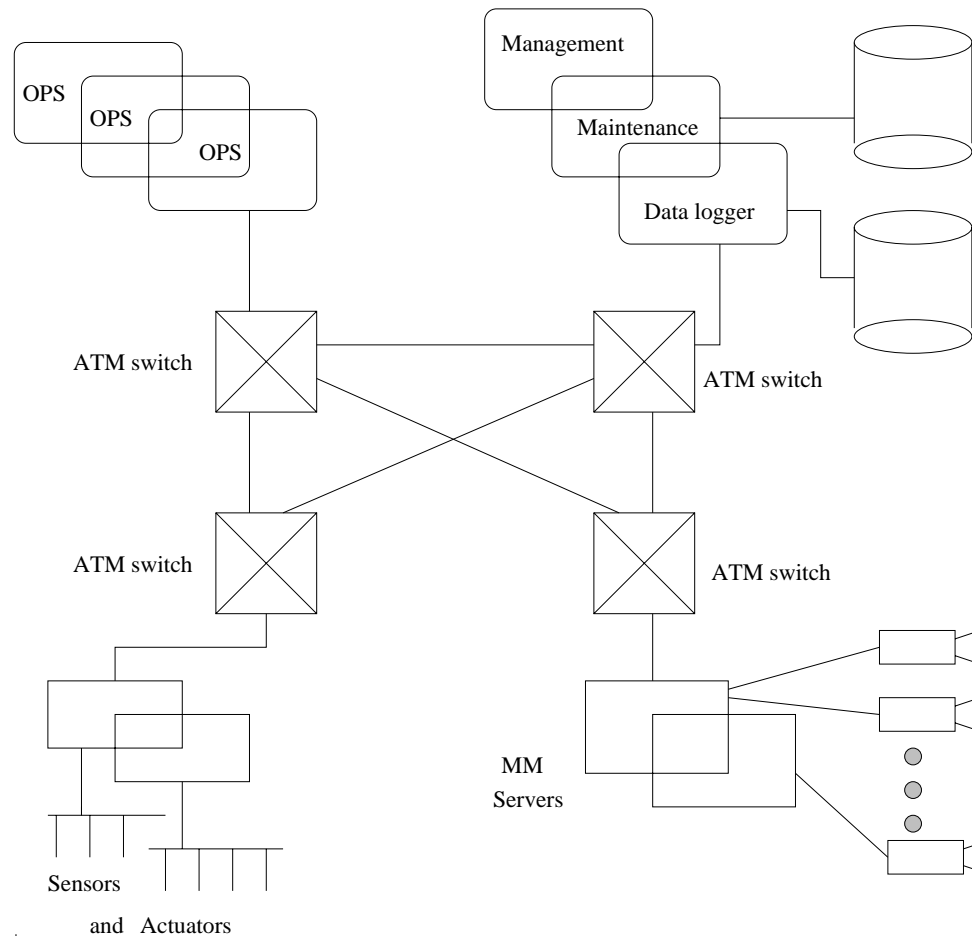 OPS
OPS
OPS
Management
Maintenance
Data logger
ATM switch
ATM switch
ATM switch
ATM switch
MM
Servers
Sensors
and Actuators